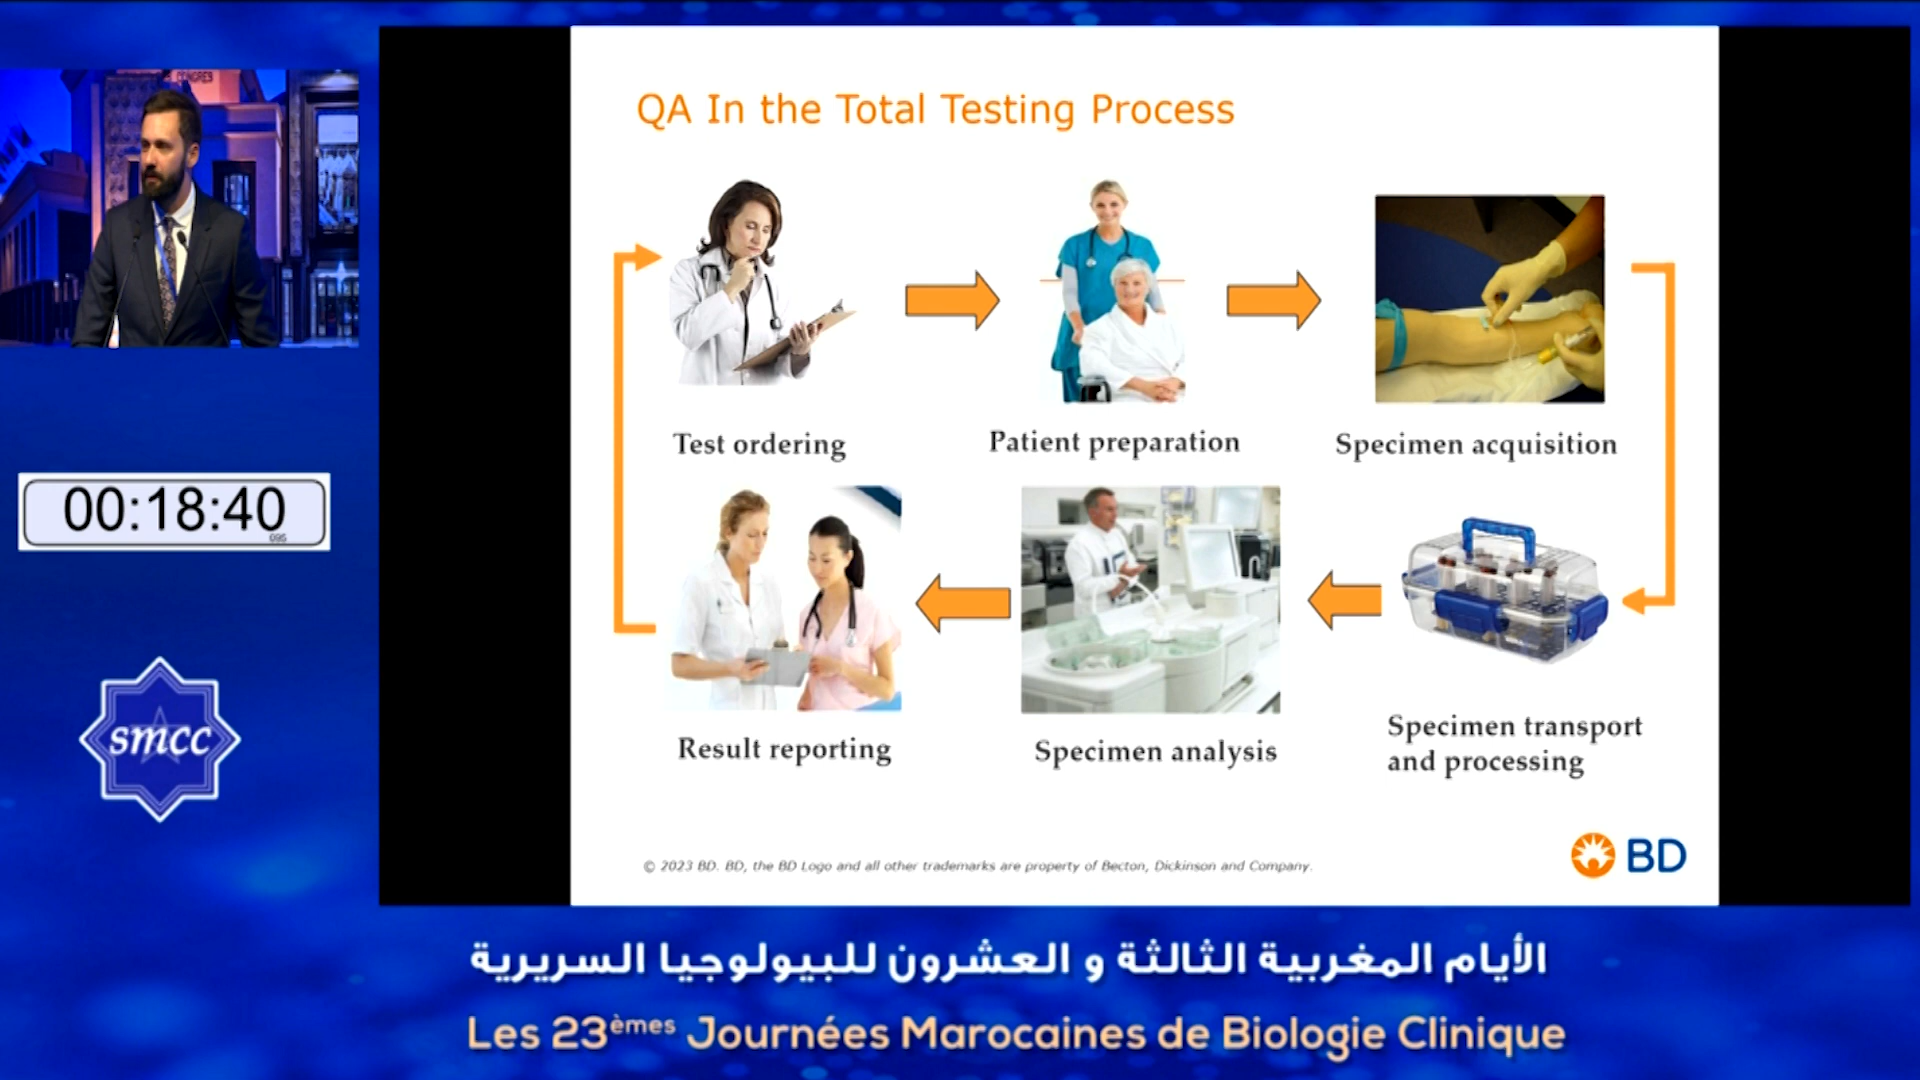 CONGRES
QA In the Total Testing Process
Test ordering
Patient preparation
Specimen acquisition
Result reporting
Specimen analysis
Specimen transport
and processing
© 2023 BD. BD, the BD Logo and all other trademarks are property of Becton, Dickinson and Company.
BD
00:18:40
095
smcc
الأيام المغربية الثالثة و العشرون للبيولوجيا السريرية
Les 23èmes Journées Marocaines de Biologie Clinique